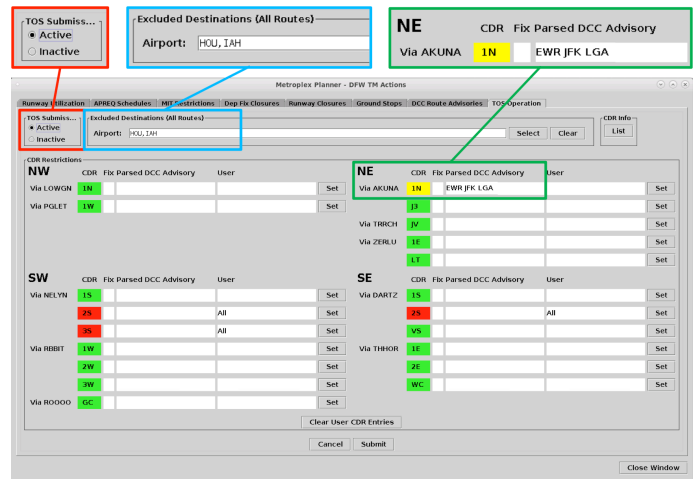 TOS Submiss...
Active
Inactive
Excluded Destinations (All Routes)
Airport: HOU,IAH
NE CDR Fix Parsed DCC Advisory
Via AKUNA 1N EWR JFK LGA
Metroplex Planner - DFW TM Actions
Runway Utilization APREQ Schedules MIT Restrictions Dep Fix Closures Runway Closures Ground Stops DCC Route Advisories TOS Operation
TOS Submiss... Excluded Destinations (All Routes) CDR Info
Active
Inactive
Airport: HOU,IAH Select Clear List
CDR Restrictions
NW CDR Fix Parsed DCC Advisory User
Via LOWGN 1N Set
Via PGLET 1W Set
NE CDR Fix Parsed DCC Advisory User
Via AKUNA 1N EWR JFK LGA Set
J3 Set
Via TRRCH JV Set
Via ZERLU 1E Set
LT Set
SW CDR Fix Parsed DCC Advisory User
Via NELYN 1S Set
2S All Set
3S All Set
Via RBBIT 1W Set
2W Set
3W Set
Via ROOOO GC Set
SE CDR Fix Parsed DCC Advisory User
Via DARTZ 1S Set
2S All Set
VS Set
Via THHOR 1E Set
2E Set
WC Set
Clear User CDR Entries
Cancel Submit
Close Window